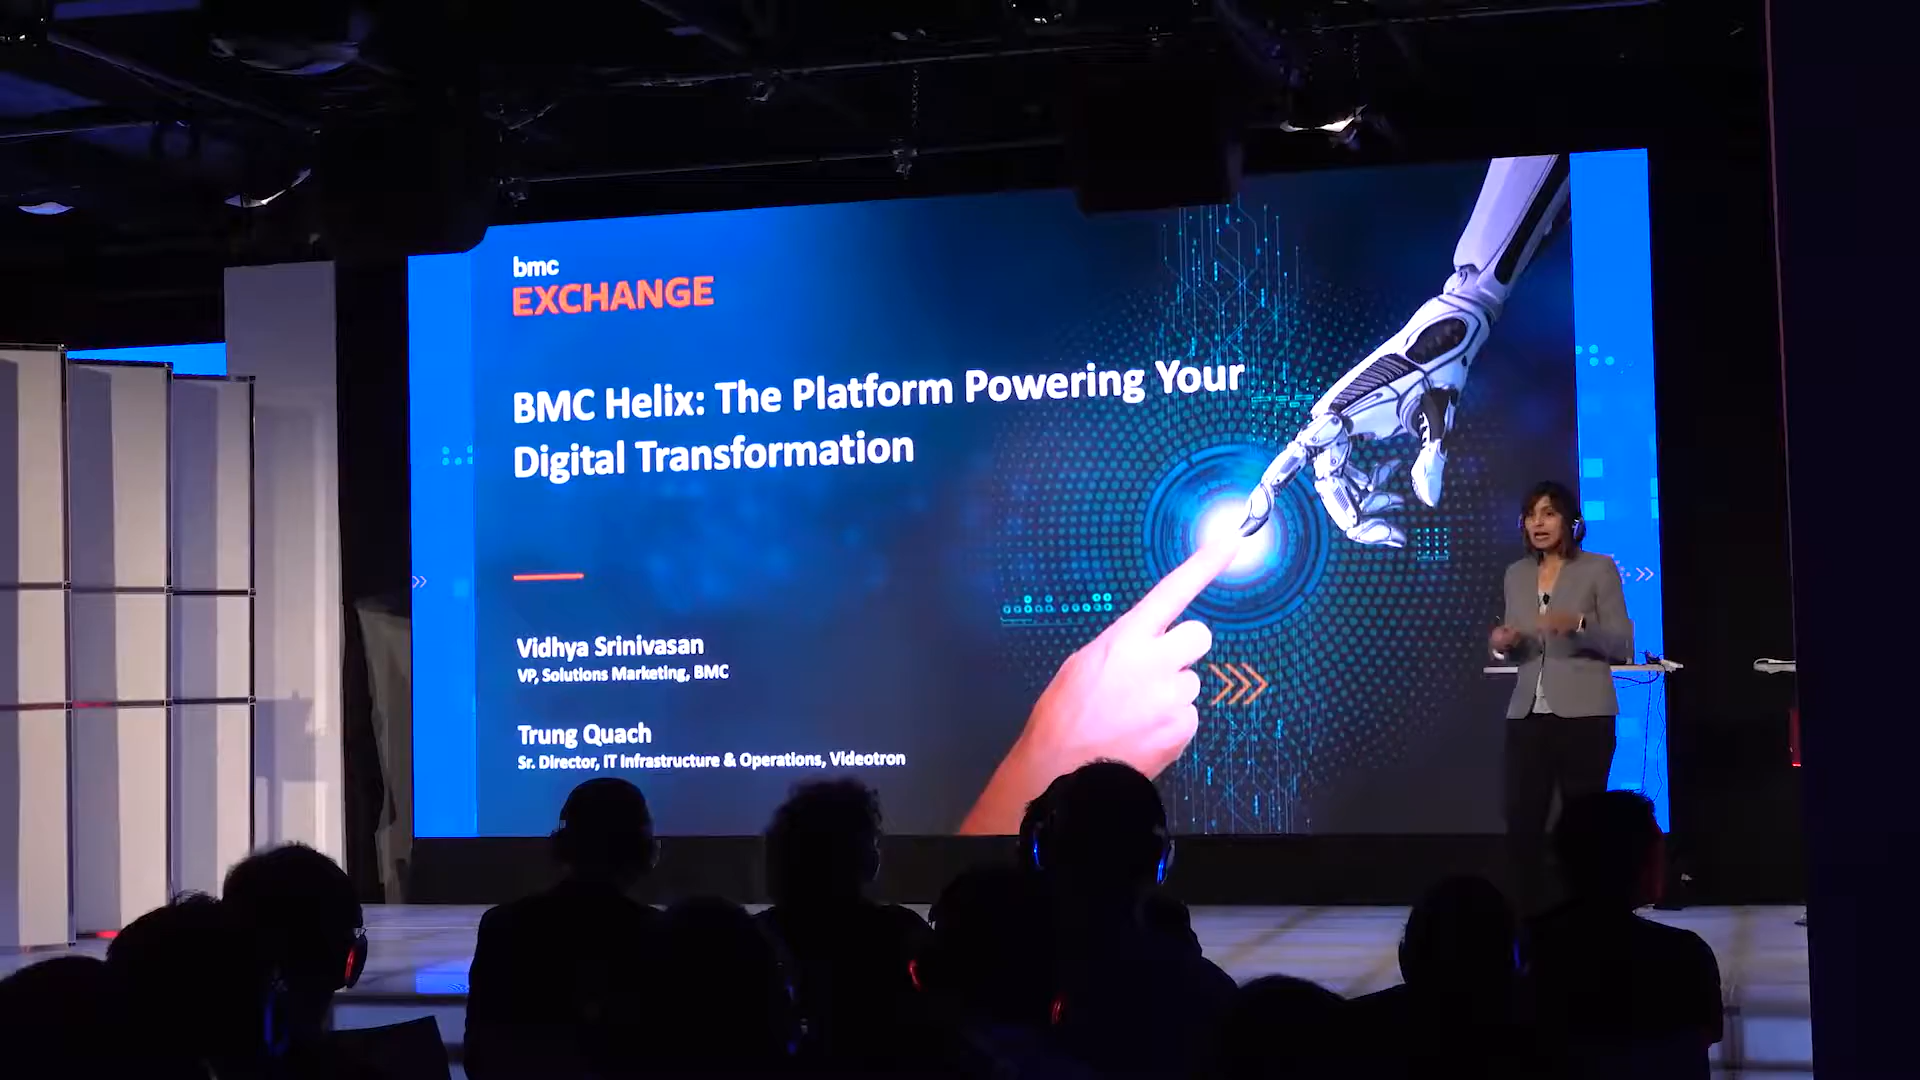 bmc
EXCHANGE
BMC Helix: The Platform Powering Your
Digital Transformation
Vidhya Srinivasan
VP, Solutions Marketing, BMC
Trung Quach
Sr. Director, IT Infrastructure & Operations, Videotron